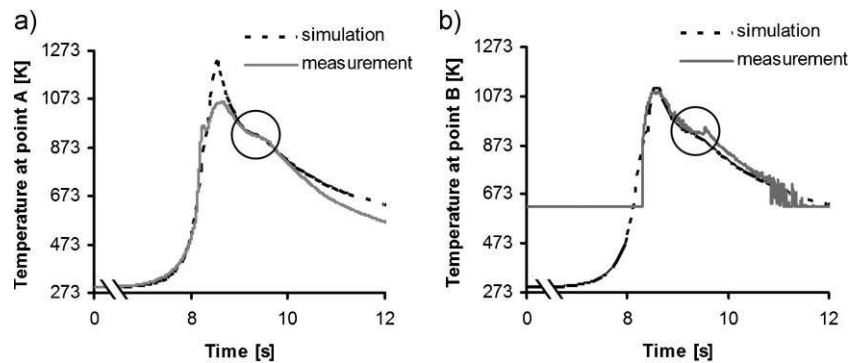 a)
Temperature at point A [K]
1273
1073
873
673
473
273
simulation
measurement
0
8
10
12
Time [s]
b)
Temperature at point B [K]
1273
1073
873
673
473
273
simulation
measurement
0
8
10
12
Time [s]